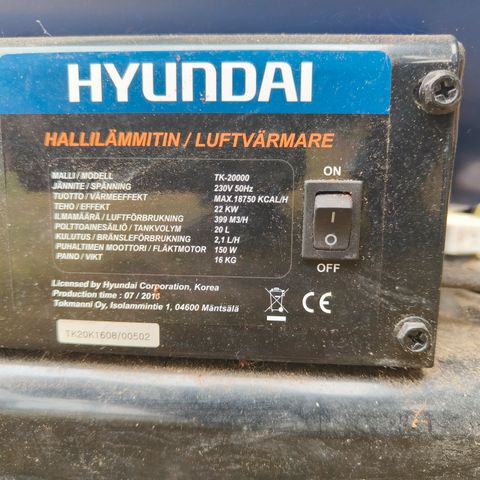 HYUNDAI
HALLILÄMMITIN / LUFTVÄRMARE
MALLI / MODELL TK-20000
JÄNNITE / SPÄNNING 230V 50Hz
TUOTTO / VÄRMEEFFEKT MAX.18750 KCAL/H
TEHO / EFFEKT 22 KW
ILMAMÄÄRÄ / LUFTFÖRBRUKNING 399 M3/H
POLTTOAINESÄILIÖ / TANKVOLYM 20 L
KULUTUS / BRÄNSLEFÖRBRUKNING 2,1 L/H
PUHALTIMEN MOOTTORI / FLÄKTMOTOR 150 W
PAINO / VIKT 16 KG
ON
I
O
OFF
Licensed by Hyundai Corporation, Korea
Production time : 07 / 2016
Tokmanni Oy, Isolammintie 1, 04600 Mäntsälä
CE
TK20K1608/00502